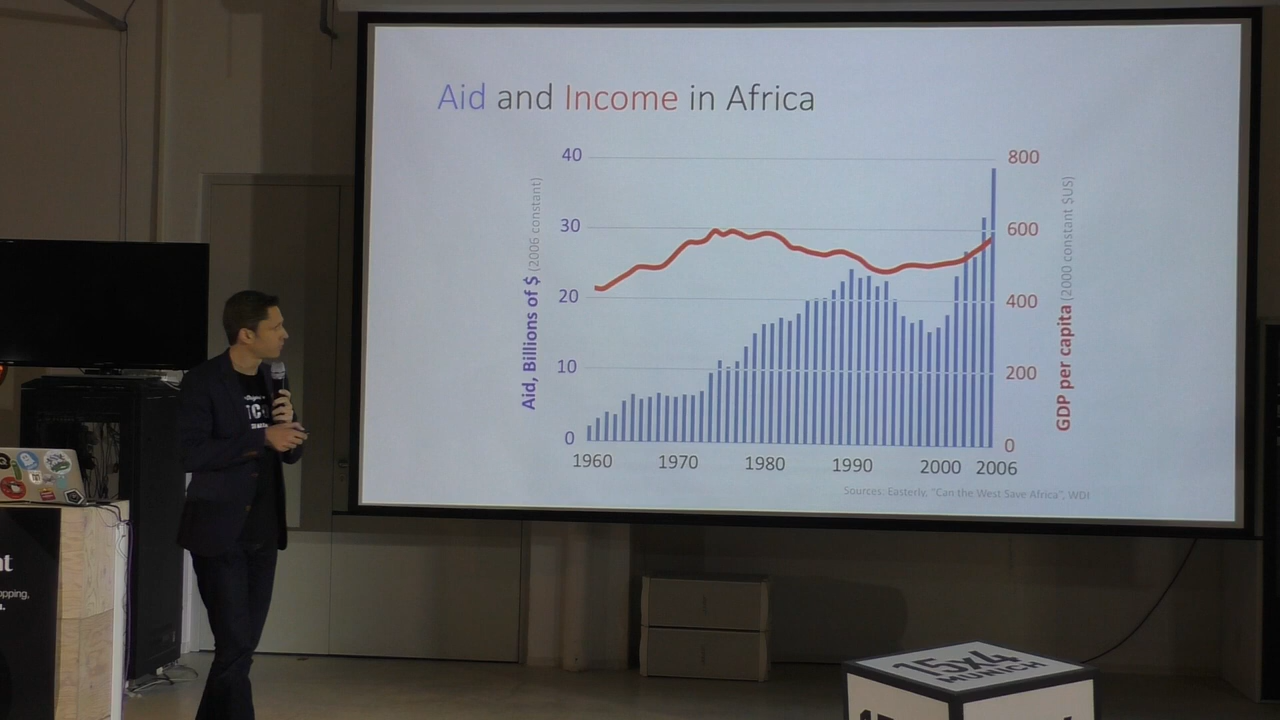 Aid and Income in Africa
40
30
20
10
0
Aid, Billions of $ (2006 constant)
800
600
400
200
0
GDP per capita (2000 constant $US)
1960 1970 1980 1990 2000 2006
Sources: Easterly, "Can the West Save Africa", WDI
15x4
MUNICH